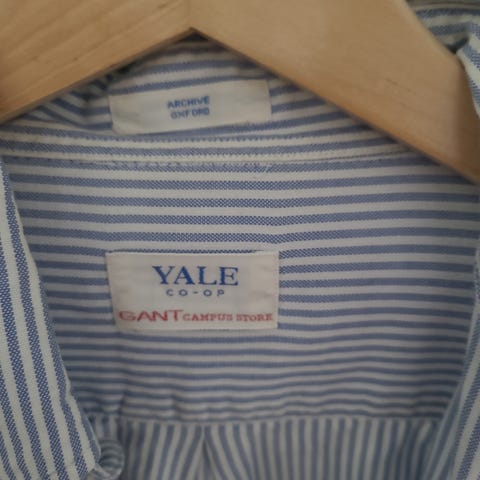 ARCHIVE
OXFORD
YALE
CO-OP
GANT CAMPUS STORE